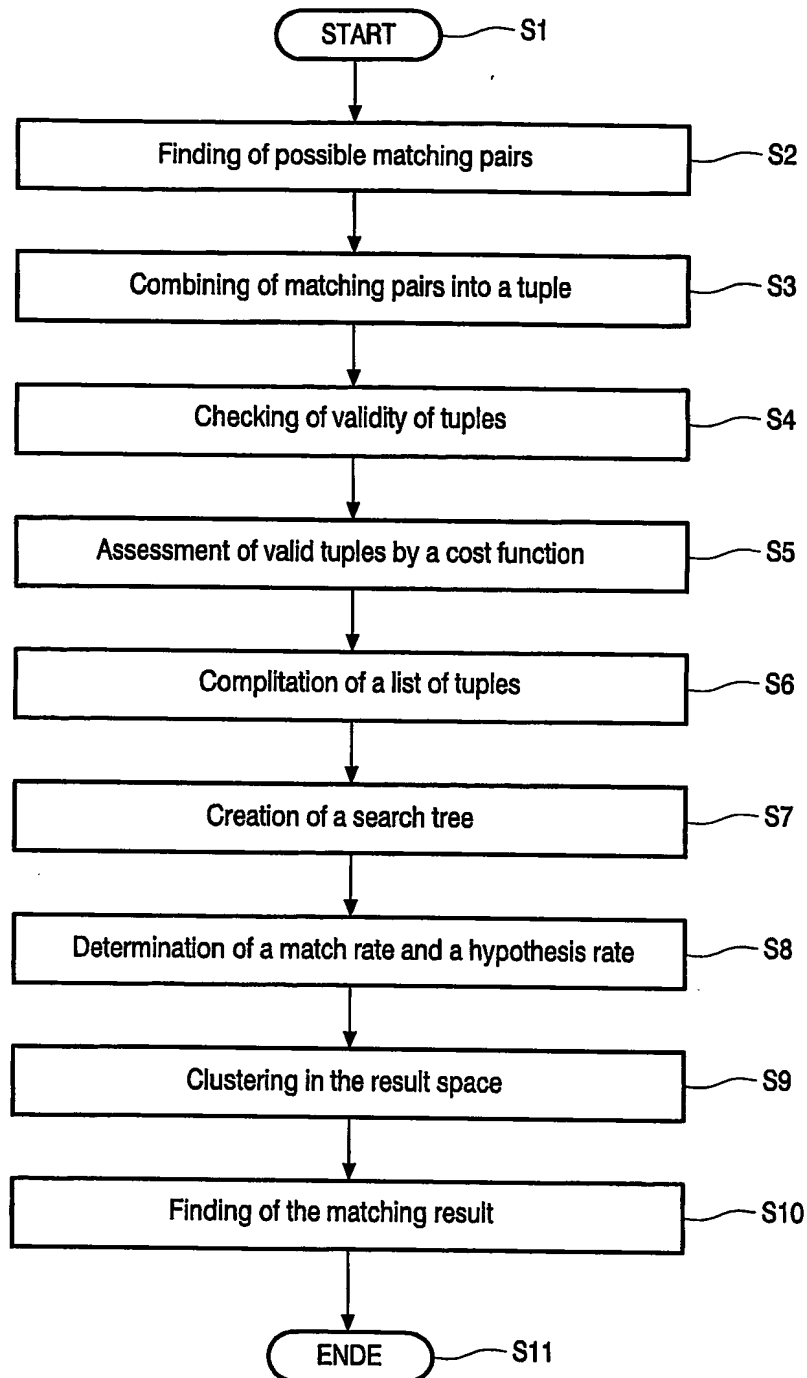 START S1
Finding of possible matching pairs S2
Combining of matching pairs into a tuple S3
Checking of validity of tuples S4
Assessment of valid tuples by a cost function S5
Complitation of a list of tuples S6
Creation of a search tree S7
Determination of a match rate and a hypothesis rate S8
Clustering in the result space S9
Finding of the matching result S10
ENDE S11